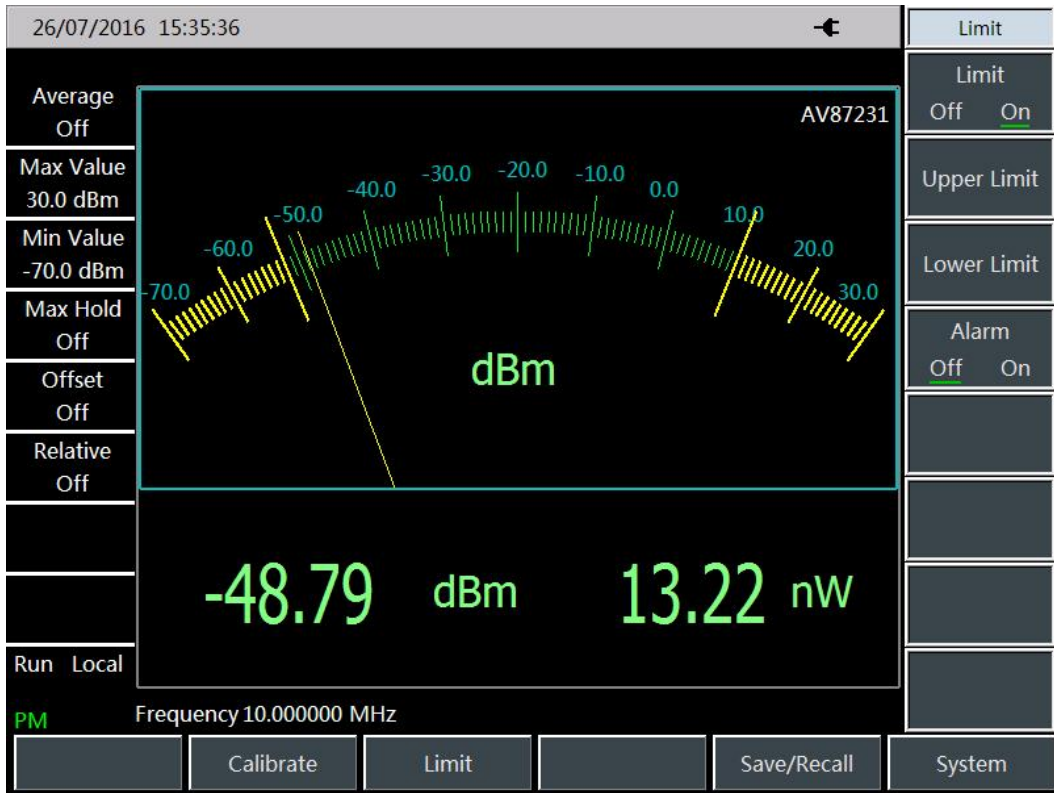 26/07/2016 15:35:36
Limit
Average
Off
Max Value
30.0 dBm
Min Value
-70.0 dBm
Max Hold
Off
Offset
Off
Relative
Off
Run Local
PM
AV87231
-70.0
-60.0
-50.0
-40.0
-30.0
-20.0
-10.0
0.0
10.0
20.0
30.0
dBm
-48.79 dBm 13.22 nW
Frequency 10.000000 MHz
Limit
Off On
Upper Limit
Lower Limit
Alarm
Off On
Calibrate
Limit
Save/Recall
System